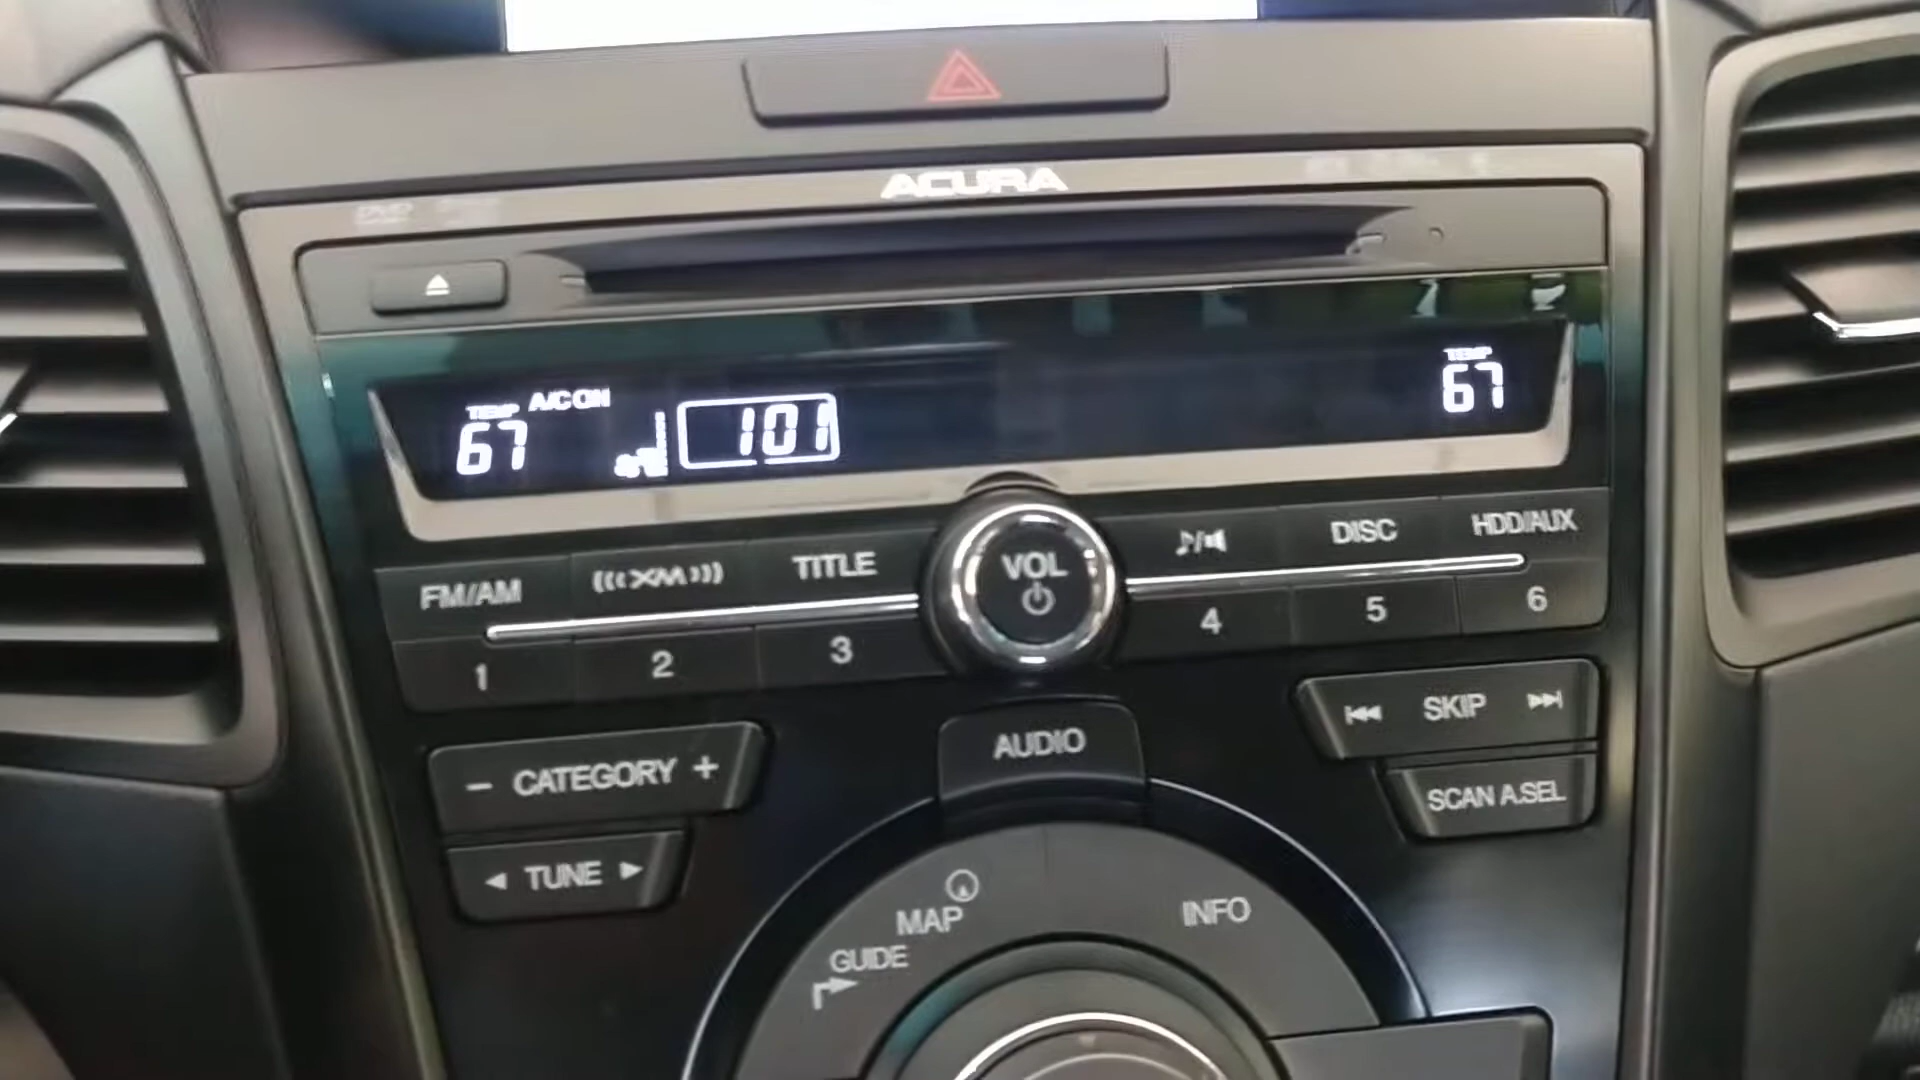 ACURA
TEMP A/C ON
67
101
TEMP
67
FM/AM
XM
TITLE
VOL
DISC
HDD/AUX
1
2
3
4
5
6
- CATEGORY +
AUDIO
SKIP
SCAN A.SEL
TUNE
MAP
GUIDE
INFO